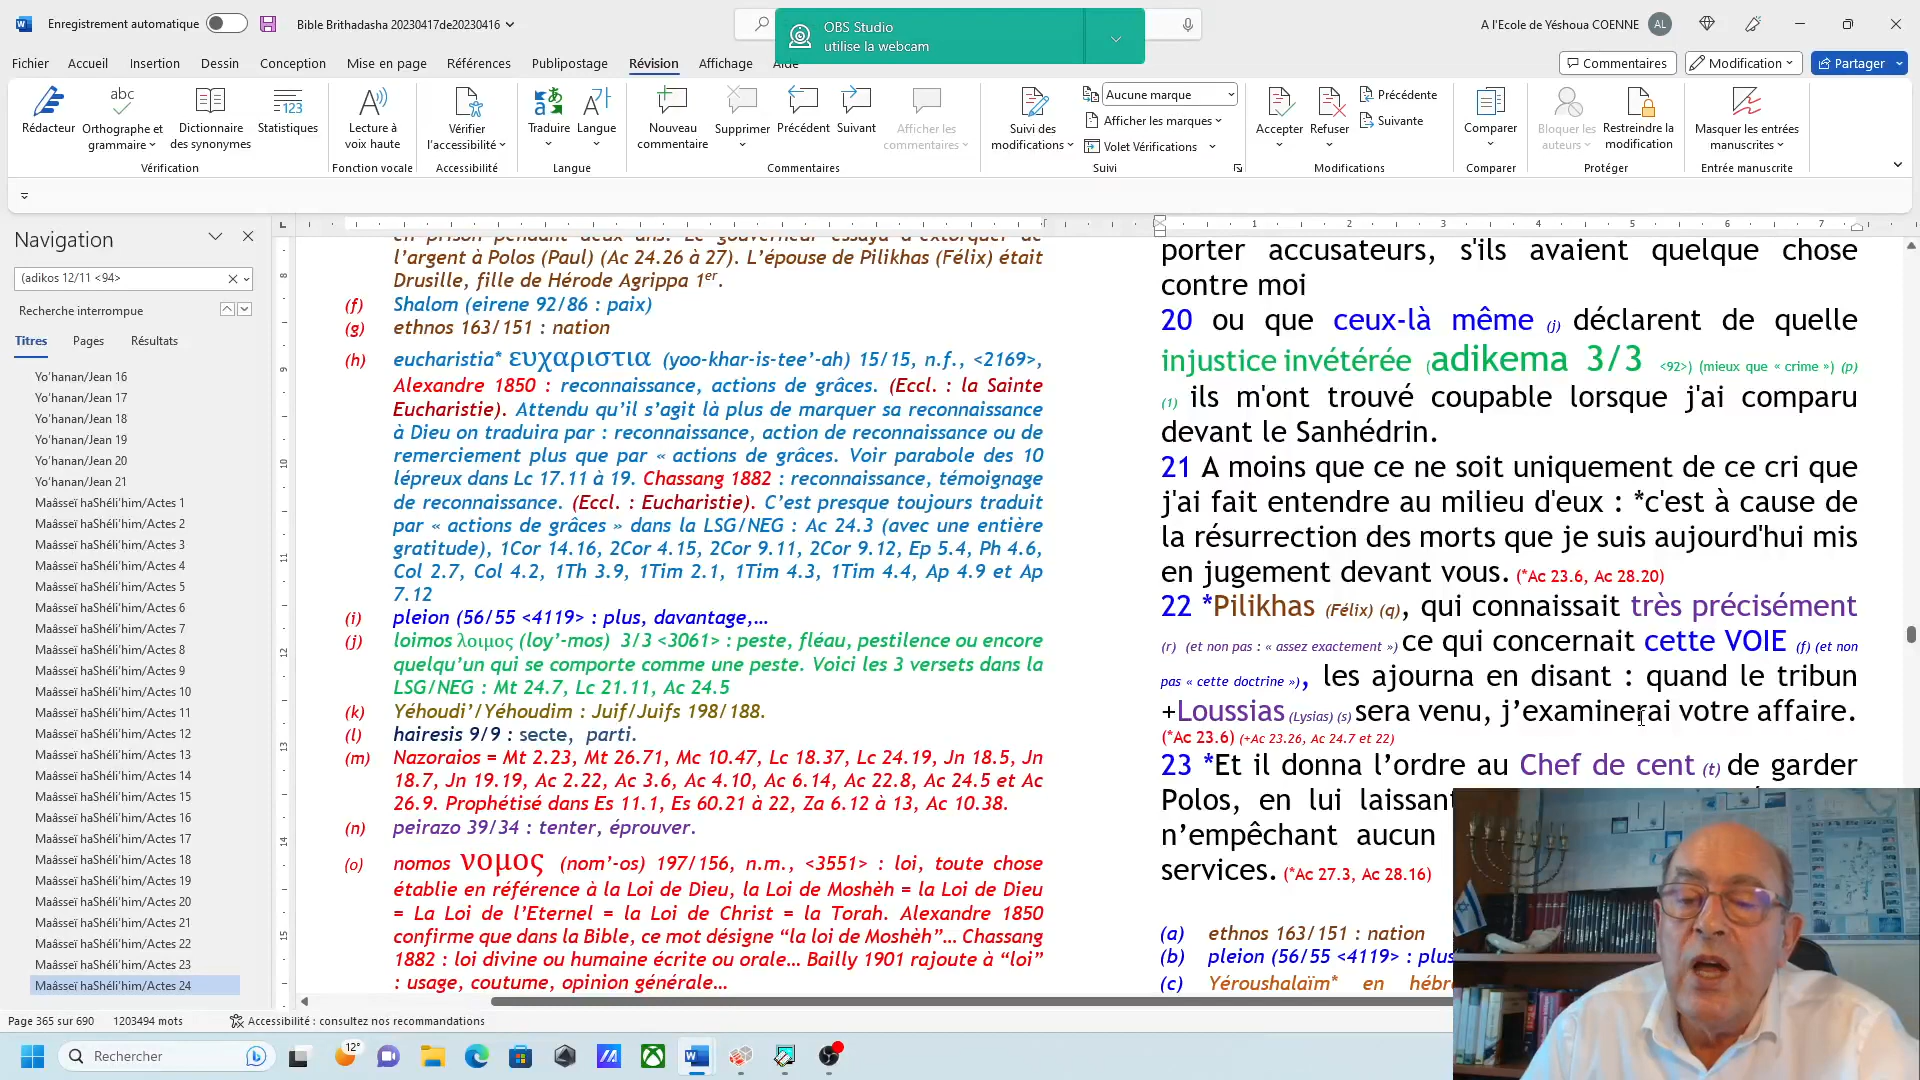 Enregistrement automatique
Bible Brithadasha 20230417de20230416
OBS Studio
utilise la webcam
A l'Ecole de Yéshoua COENNE
AL
Fichier
Accueil
Insertion
Dessin
Conception
Mise en page
Références
Publipostage
Révision
Affichage
Aide
Commentaires
Modification
Partager
Rédacteur
Orthographe et
grammaire
Dictionnaire
des synonymes
Statistiques
Vérification
Lecture à
voix haute
Fonction vocale
Vérifier
l'accessibilité
Accessibilité
Traduire
Langue
Langue
Nouveau
commentaire
Supprimer
Précédent
Suivant
Afficher les
commentaires
Commentaires
Suivi des
modifications
Aucune marque
Afficher les marques
Volet Vérifications
Suivi
Accepter
Refuser
Précédente
Suivante
Modifications
Comparer
Comparer
Bloquer les
auteurs
Restreindre la
modification
Protéger
Masquer les entrées
manuscrites
Entrée manuscrite
Navigation
(adikos 12/11 <94>
Recherche interrompue
Titres
Pages
Résultats
Yo'hanan/Jean 16
Yo'hanan/Jean 17
Yo'hanan/Jean 18
Yo'hanan/Jean 19
Yo'hanan/Jean 20
Yo'hanan/Jean 21
Maâsseï haShéli'him/Actes 1
Maâsseï haShéli'him/Actes 2
Maâsseï haShéli'him/Actes 3
Maâsseï haShéli'him/Actes 4
Maâsseï haShéli'him/Actes 5
Maâsseï haShéli'him/Actes 6
Maâsseï haShéli'him/Actes 7
Maâsseï haShéli'him/Actes 8
Maâsseï haShéli'him/Actes 9
Maâsseï haShéli'him/Actes 10
Maâsseï haShéli'him/Actes 11
Maâsseï haShéli'him/Actes 12
Maâsseï haShéli'him/Actes 13
Maâsseï haShéli'him/Actes 14
Maâsseï haShéli'him/Actes 15
Maâsseï haShéli'him/Actes 16
Maâsseï haShéli'him/Actes 17
Maâsseï haShéli'him/Actes 18
Maâsseï haShéli'him/Actes 19
Maâsseï haShéli'him/Actes 20
Maâsseï haShéli'him/Actes 21
Maâsseï haShéli'him/Actes 22
Maâsseï haShéli'him/Actes 23
Maâsseï haShéli'him/Actes 24
1 2 3 4 5 6 7
8
9
10
11
12
13
14
15
en prison pendant deux ans. Le gouverneur essaya d'extorquer de
l'argent à Polos (Paul) (Ac 24.26 à 27). L'épouse de Pilikhas (Félix) était
Drusille, fille de Hérode Agrippa 1er.
(f) Shalom (eirene 92/86 : paix)
(g) ethnos 163/151 : nation
(h) eucharistia* ευχαριστια (yoo-khar-is-tee'-ah) 15/15, n.f., <2169>,
Alexandre 1850 : reconnaissance, actions de grâces. (Eccl. : la Sainte
Eucharistie). Attendu qu'il s'agit là plus de marquer sa reconnaissance
à Dieu on traduira par : reconnaissance, action de reconnaissance ou de
remerciement plus que par « actions de grâces. Voir parabole des 10
lépreux dans Lc 17.11 à 19. Chassang 1882 : reconnaissance, témoignage
de reconnaissance. (Eccl. : Eucharistie). C'est presque toujours traduit
par « actions de grâces » dans la LSG/NEG : Ac 24.3 (avec une entière
gratitude), 1Cor 14.16, 2Cor 4.15, 2Cor 9.11, 2Cor 9.12, Ep 5.4, Ph 4.6,
Col 2.7, Col 4.2, 1Th 3.9, 1Tim 2.1, 1Tim 4.3, 1Tim 4.4, Ap 4.9 et Ap
7.12
(i) pleion (56/55 <4119> : plus, davantage,…
(j) loimos λοιμος (loy'-mos) 3/3 <3061> : peste, fléau, pestilence ou encore
quelqu'un qui se comporte comme une peste. Voici les 3 versets dans la
LSG/NEG : Mt 24.7, Lc 21.11, Ac 24.5
(k) Yéhoudi'/Yéhoudim : Juif/Juifs 198/188.
(l) hairesis 9/9 : secte, parti.
(m) Nazoraios = Mt 2.23, Mt 26.71, Mc 10.47, Lc 18.37, Lc 24.19, Jn 18.5, Jn
18.7, Jn 19.19, Ac 2.22, Ac 3.6, Ac 4.10, Ac 6.14, Ac 22.8, Ac 24.5 et Ac
26.9. Prophétisé dans Es 11.1, Es 60.21 à 22, Za 6.12 à 13, Ac 10.38.
(n) peirazo 39/34 : tenter, éprouver.
(o) nomos νομος (nom'-os) 197/156, n.m., <3551> : loi, toute chose
établie en référence à la Loi de Dieu, la Loi de Moshèh = la Loi de Dieu
= La Loi de l'Eternel = la Loi de Christ = la Torah. Alexandre 1850
confirme que dans la Bible, ce mot désigne "la loi de Moshèh"… Chassang
1882 : loi divine ou humaine écrite ou orale… Bailly 1901 rajoute à "loi"
: usage, coutume, opinion générale…
porter accusateurs, s'ils avaient quelque chose
contre moi
20 ou que ceux-là même (j) déclarent de quelle
injustice invétérée (adikema 3/3 <92>) (mieux que « crime ») (p)
(1) ils m'ont trouvé coupable lorsque j'ai comparu
devant le Sanhédrin.
21 A moins que ce ne soit uniquement de ce cri que
j'ai fait entendre au milieu d'eux : *c'est à cause de
la résurrection des morts que je suis aujourd'hui mis
en jugement devant vous. (*Ac 23.6, Ac 28.20)
22 *Pilikhas (Félix) (q), qui connaissait très précisément
(r) (et non pas : « assez exactement ») ce qui concernait cette VOIE (f) (et non
pas « cette doctrine »), les ajourna en disant : quand le tribun
+Loussias (Lysias) (s) sera venu, j'examinerai votre affaire.
(*Ac 23.6) (+Ac 23.26, Ac 24.7 et 22)
23 *Et il donna l'ordre au Chef de cent (t) de garder
Polos, en lui laissant
n'empêchant aucun
services. (*Ac 27.3, Ac 28.16)
(a) ethnos 163/151 : nation
(b) pleion (56/55 <4119> : plus
(c) Yéroushalaïm* en hébr
Page 365 sur 690
1203494 mots
Accessibilité : consultez nos recommandations
Rechercher
12°